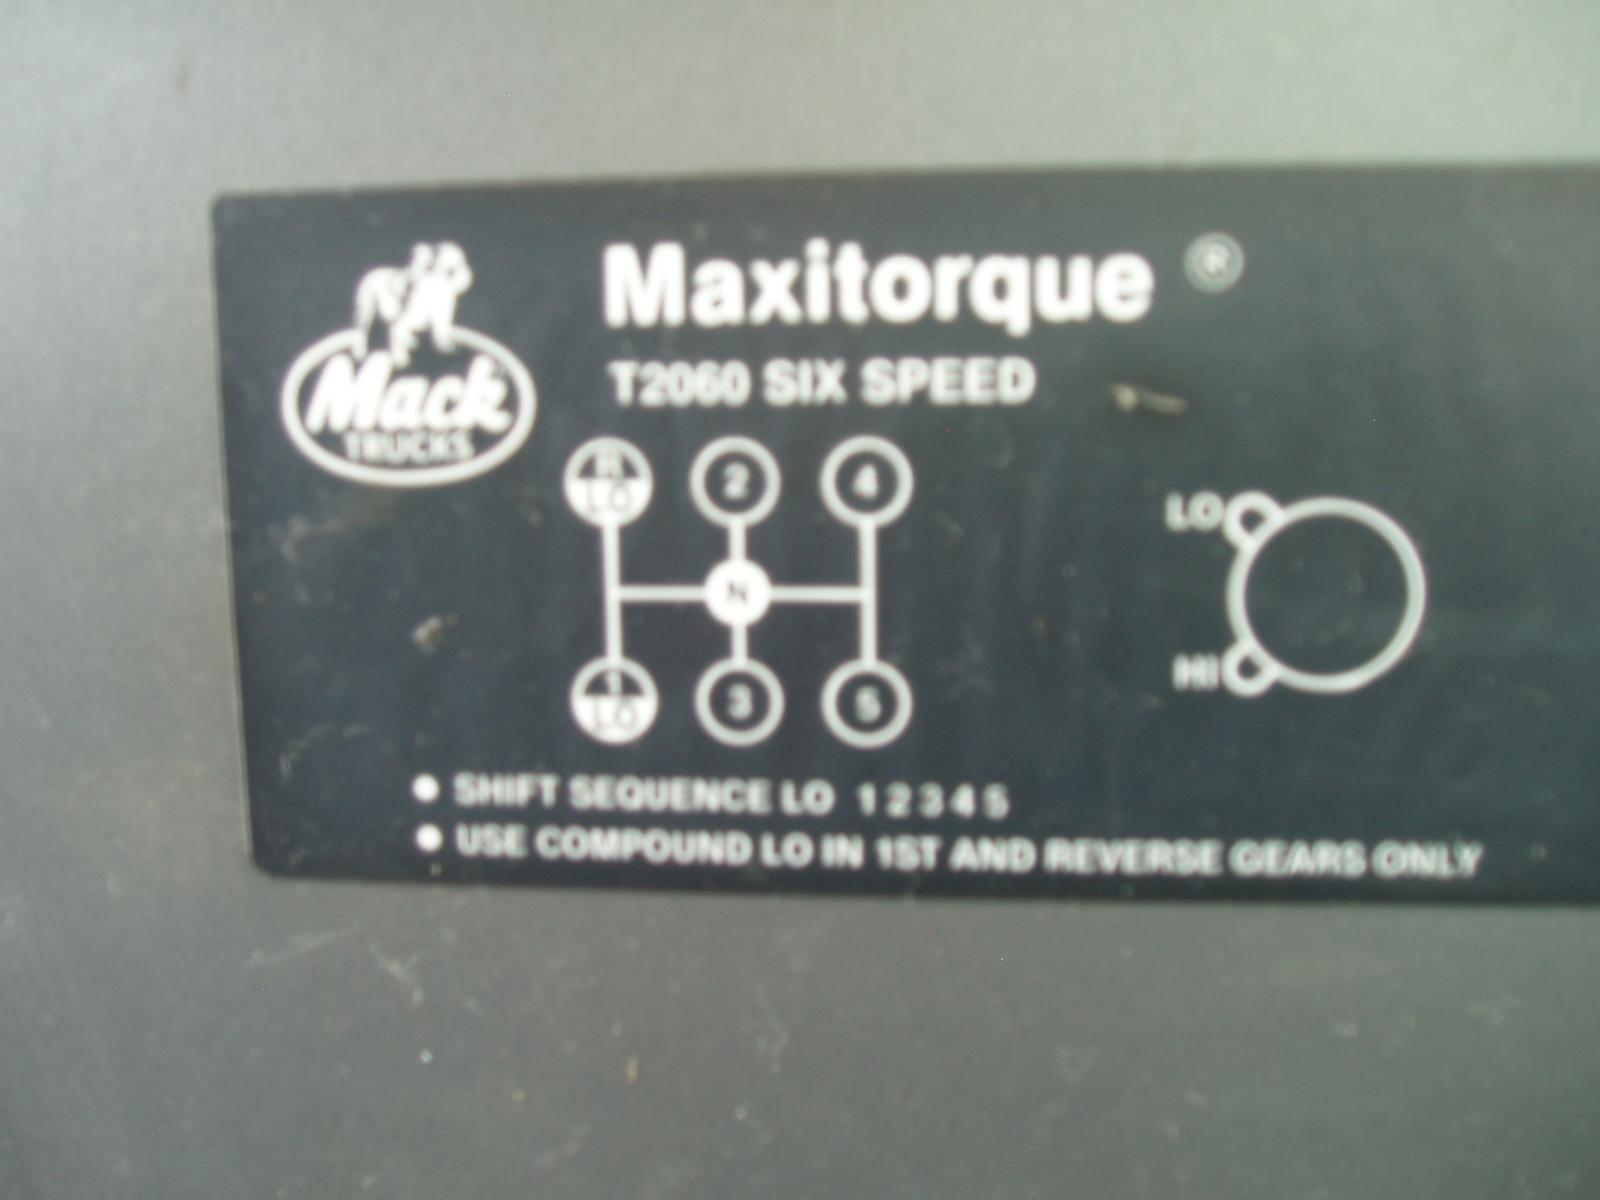 Maxitorque ®
Mack
TRUCKS
T2060 SIX SPEED
R 2 4
LO
N
LO
HI
1 3 5
LO
• SHIFT SEQUENCE LO 1 2 3 4 5
• USE COMPOUND LO IN 1ST AND REVERSE GEARS ONLY